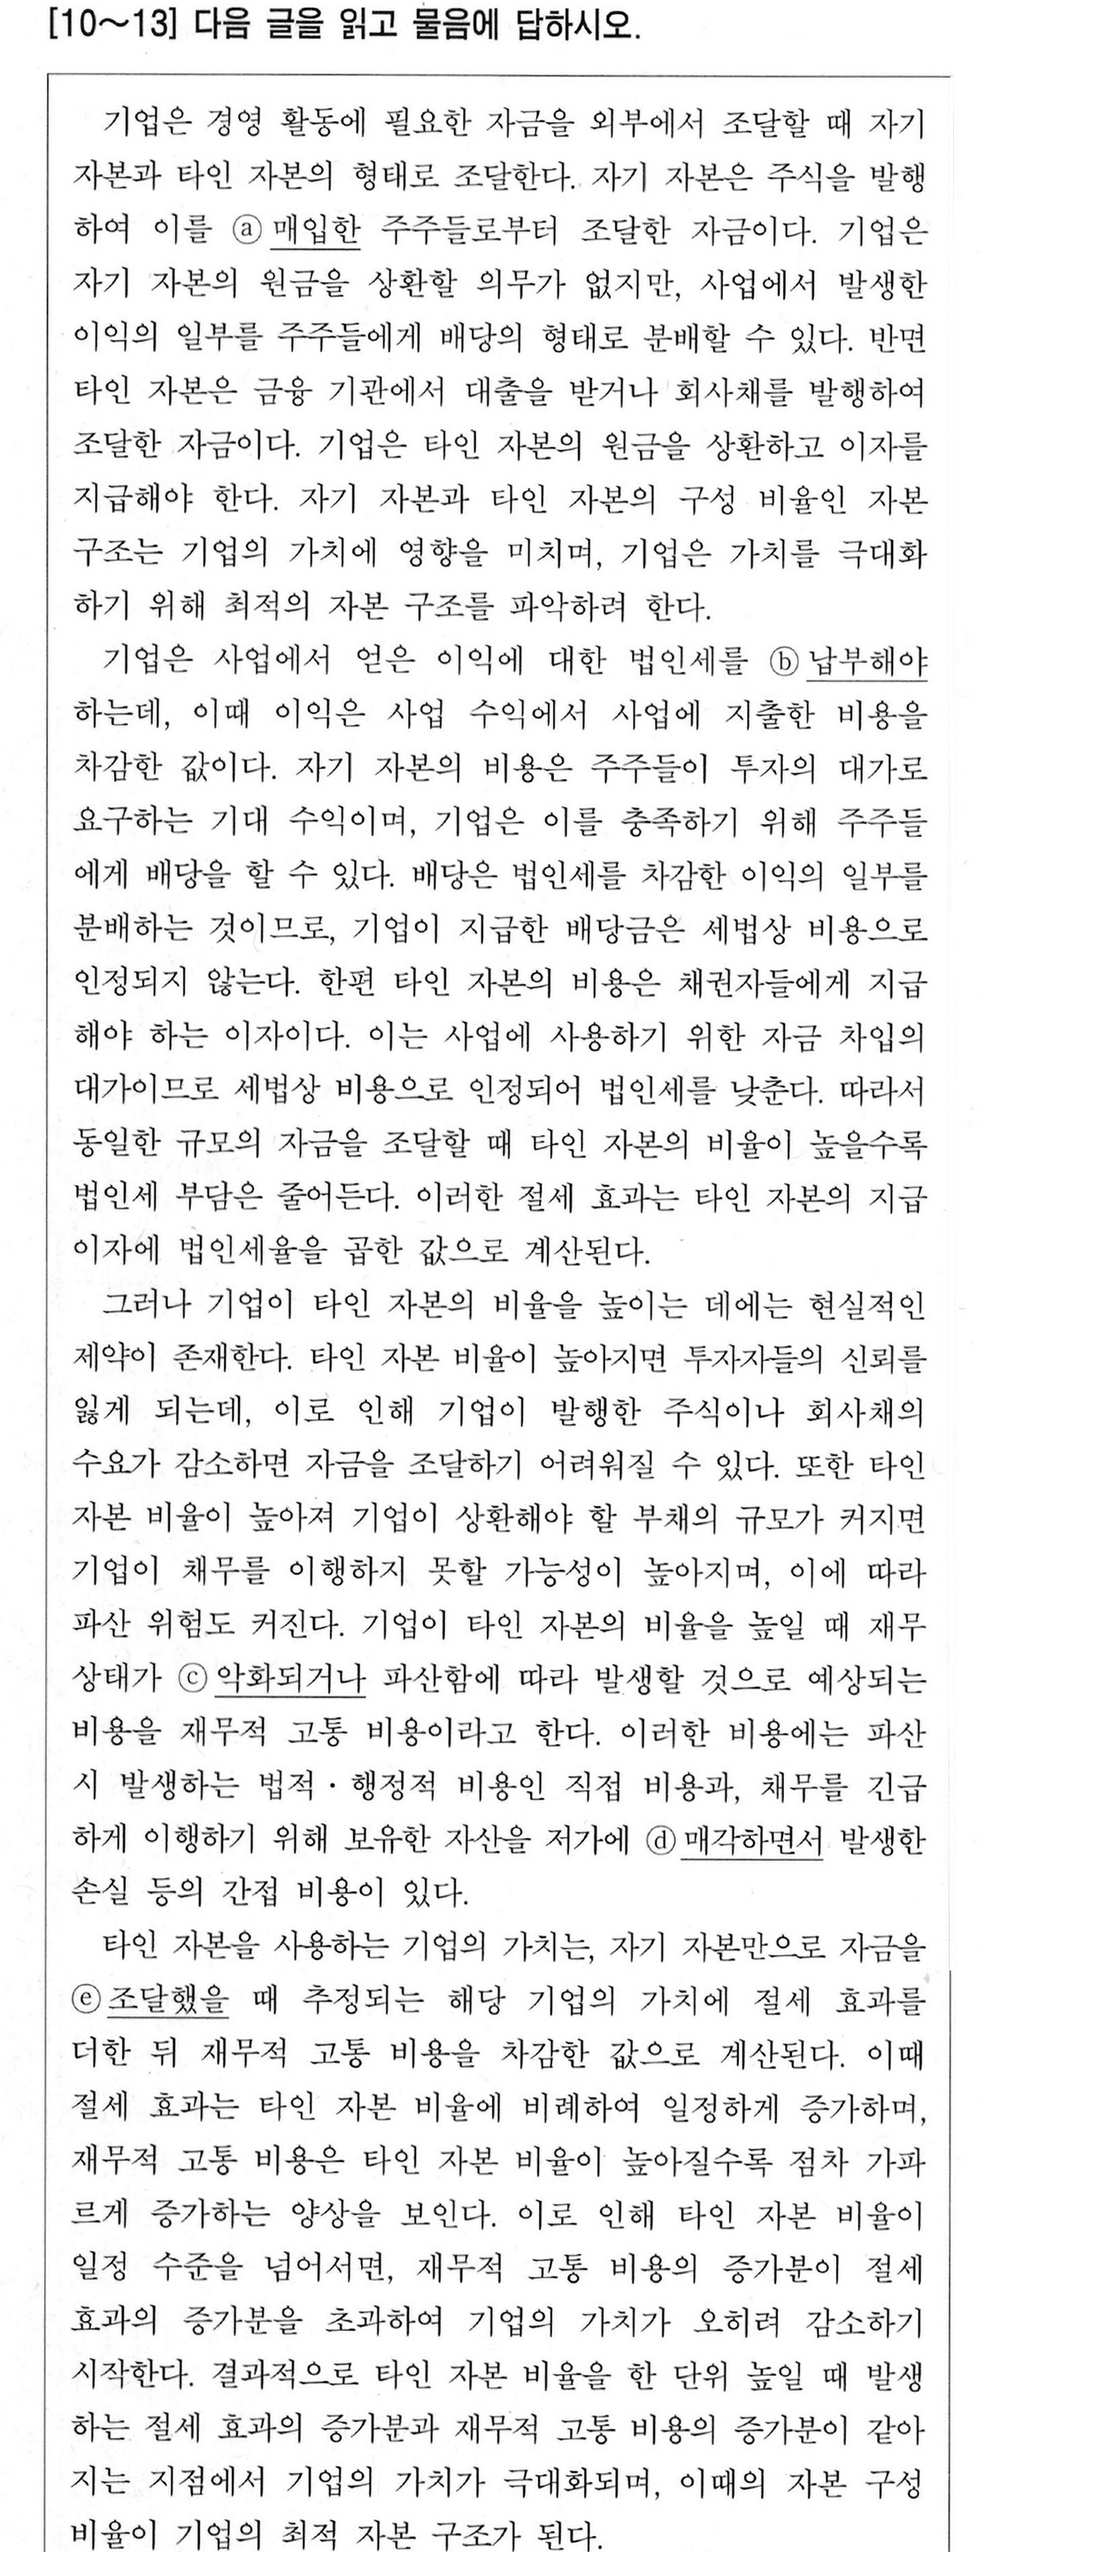 [10~13] 다음 글을 읽고 물음에 답하시오.
기업은 경영 활동에 필요한 자금을 외부에서 조달할 때 자기
자본과 타인 자본의 형태로 조달한다. 자기 자본은 주식을 발행
하여 이를 ⓐ매입한 주주들로부터 조달한 자금이다. 기업은
자기 자본의 원금을 상환할 의무가 없지만, 사업에서 발생한
이익의 일부를 주주들에게 배당의 형태로 분배할 수 있다. 반면
타인 자본은 금융 기관에서 대출을 받거나 회사채를 발행하여
조달한 자금이다. 기업은 타인 자본의 원금을 상환하고 이자를
지급해야 한다. 자기 자본과 타인 자본의 구성 비율인 자본
구조는 기업의 가치에 영향을 미치며, 기업은 가치를 극대화
하기 위해 최적의 자본 구조를 파악하려 한다.
기업은 사업에서 얻은 이익에 대한 법인세를 ⓑ납부해야
하는데, 이때 이익은 사업 수익에서 사업에 지출한 비용을
차감한 값이다. 자기 자본의 비용은 주주들이 투자의 대가로
요구하는 기대 수익이며, 기업은 이를 충족하기 위해 주주들
에게 배당을 할 수 있다. 배당은 법인세를 차감한 이익의 일부를
분배하는 것이므로, 기업이 지급한 배당금은 세법상 비용으로
인정되지 않는다. 한편 타인 자본의 비용은 채권자들에게 지급
해야 하는 이자이다. 이는 사업에 사용하기 위한 자금 차입의
대가이므로 세법상 비용으로 인정되어 법인세를 낮춘다. 따라서
동일한 규모의 자금을 조달할 때 타인 자본의 비율이 높을수록
법인세 부담은 줄어든다. 이러한 절세 효과는 타인 자본의 지급
이자에 법인세율을 곱한 값으로 계산된다.
그러나 기업이 타인 자본의 비율을 높이는 데에는 현실적인
제약이 존재한다. 타인 자본 비율이 높아지면 투자자들의 신뢰를
잃게 되는데, 이로 인해 기업이 발행한 주식이나 회사채의
수요가 감소하면 자금을 조달하기 어려워질 수 있다. 또한 타인
자본 비율이 높아져 기업이 상환해야 할 부채의 규모가 커지면
기업이 채무를 이행하지 못할 가능성이 높아지며, 이에 따라
파산 위험도 커진다. 기업이 타인 자본의 비율을 높일 때 재무
상태가 ⓒ악화되거나 파산함에 따라 발생할 것으로 예상되는
비용을 재무적 고통 비용이라고 한다. 이러한 비용에는 파산
시 발생하는 법적·행정적 비용인 직접 비용과, 채무를 긴급
하게 이행하기 위해 보유한 자산을 저가에 ⓓ매각하면서 발생한
손실 등의 간접 비용이 있다.
타인 자본을 사용하는 기업의 가치는, 자기 자본만으로 자금을
ⓔ조달했을 때 추정되는 해당 기업의 가치에 절세 효과를
더한 뒤 재무적 고통 비용을 차감한 값으로 계산된다. 이때
절세 효과는 타인 자본 비율에 비례하여 일정하게 증가하며,
재무적 고통 비용은 타인 자본 비율이 높아질수록 점차 가파
르게 증가하는 양상을 보인다. 이로 인해 타인 자본 비율이
일정 수준을 넘어서면, 재무적 고통 비용의 증가분이 절세
효과의 증가분을 초과하여 기업의 가치가 오히려 감소하기
시작한다. 결과적으로 타인 자본 비율을 한 단위 높일 때 발생
하는 절세 효과의 증가분과 재무적 고통 비용의 증가분이 같아
지는 지점에서 기업의 가치가 극대화되며, 이때의 자본 구성
비율이 기업의 최적 자본 구조가 된다.